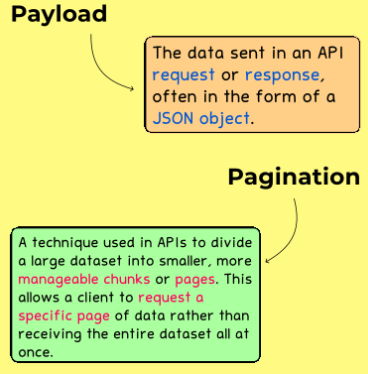 Payload
The data sent in an API
request or response,
often in the form of a
JSON object.
Pagination
A technique used in APIs to divide
a large dataset into smaller, more
manageable chunks or pages. This
allows a client to request a
specific page of data rather than
receiving the entire dataset all at
once.